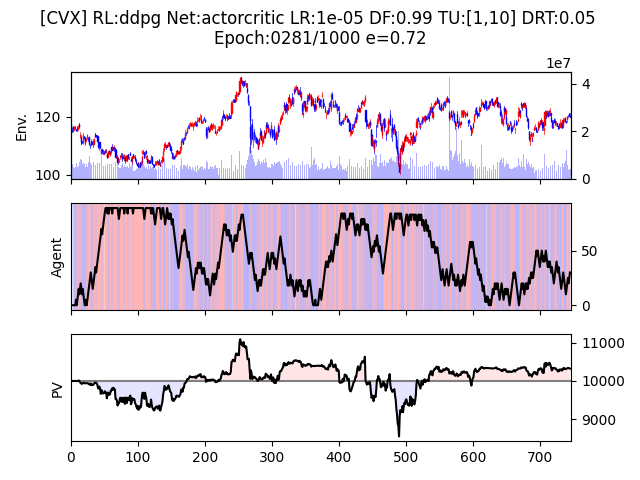 [CVX] RL:ddpg Net:actorcritic LR:1e-05 DF:0.99 TU:[1,10] DRT:0.05
Epoch:0281/1000 e=0.72
1e7
Env.
120
100
4
2
0
Agent
50
0
PV
11000
10000
9000
0 100 200 300 400 500 600 700